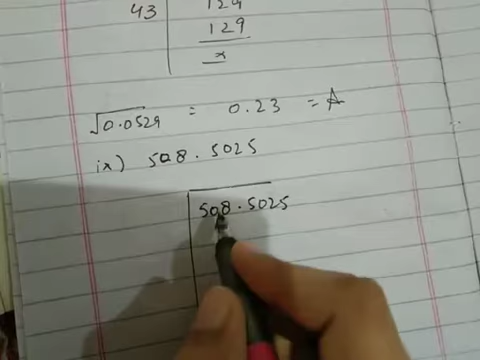 129
43 129
×
√0.0529 = 0.23 = A
ix) 508.5025
508.5025